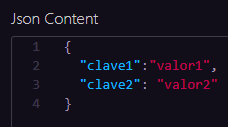 Json Content
1 {
2 "clave1":"valor1",
3 "clave2": "valor2"
4 }